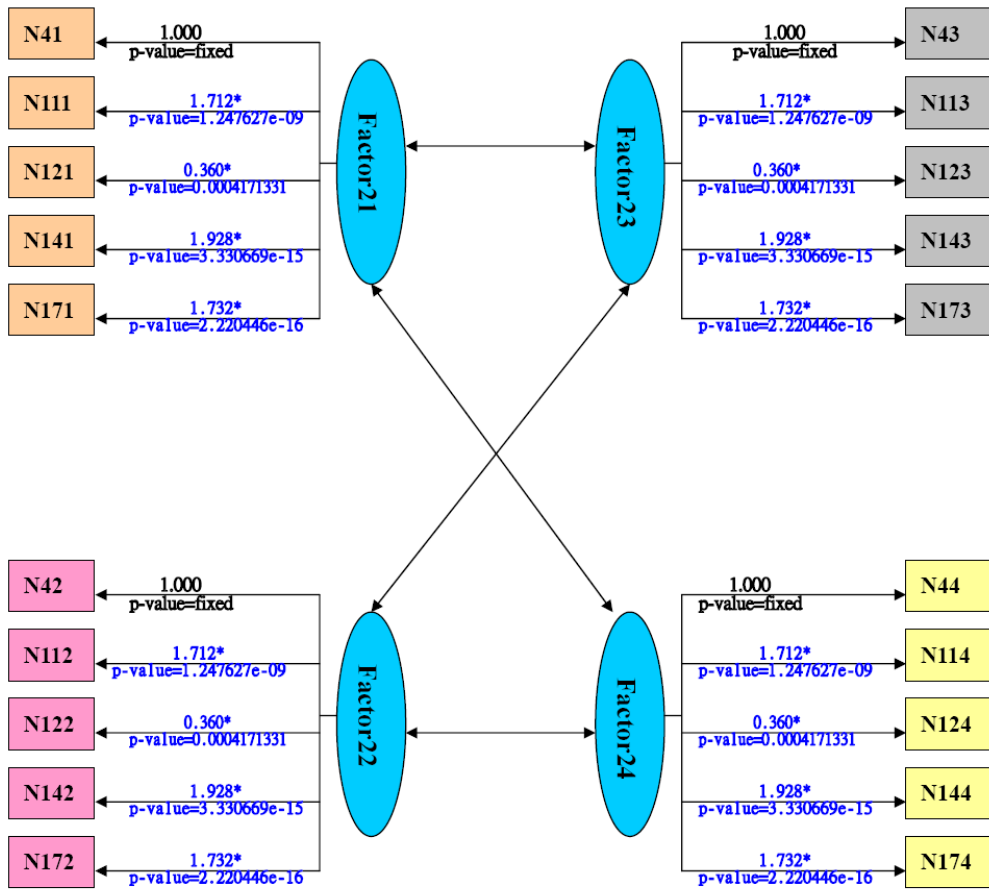 N41
1.000
p-value=fixed
N111
1.712*
p-value=1.247627e-09
N121
0.360*
p-value=0.0004171331
N141
1.928*
p-value=3.330669e-15
N171
1.732*
p-value=2.220446e-16
Factor21
Factor23
1.000
p-value=fixed
N43
1.712*
p-value=1.247627e-09
N113
0.360*
p-value=0.0004171331
N123
1.928*
p-value=3.330669e-15
N143
1.732*
p-value=2.220446e-16
N173
N42
1.000
p-value=fixed
N112
1.712*
p-value=1.247627e-09
N122
0.360*
p-value=0.0004171331
N142
1.928*
p-value=3.330669e-15
N172
1.732*
p-value=2.220446e-16
Factor22
Factor24
1.000
p-value=fixed
N44
1.712*
p-value=1.247627e-09
N114
0.360*
p-value=0.0004171331
N124
1.928*
p-value=3.330669e-15
N144
1.732*
p-value=2.220446e-16
N174